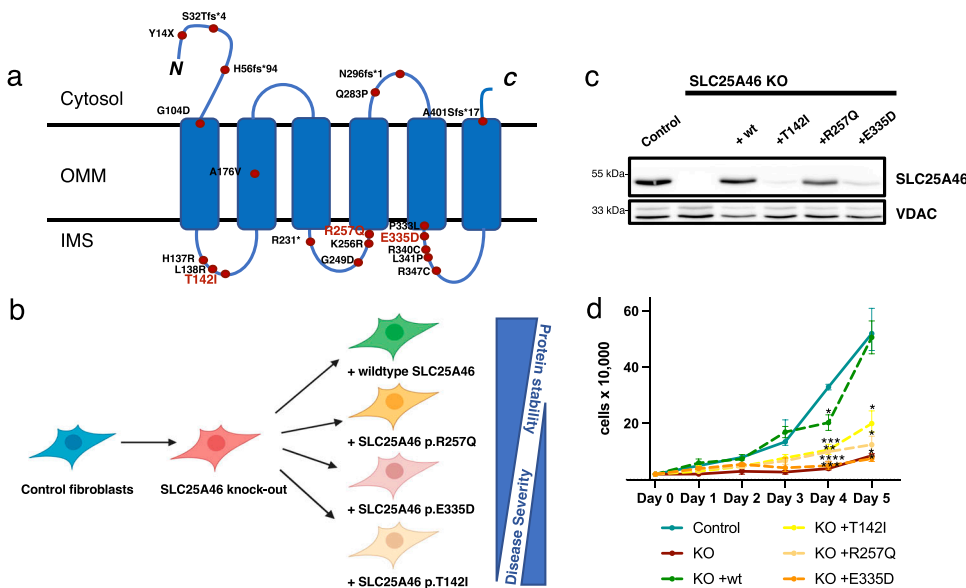 a
S32Tfs*4
Y14X
N
H56fs*94
N296fs*1
Q283P
C
Cytosol
G104D
A401Sfs*17
OMM
A176V
IMS
R231*
R257Q
K256R
G249D
P333L
E335D
R340C
L341P
R347C
H137R
L138R
T142I
b
Control fibroblasts
SLC25A46 knock-out
+ wildtype SLC25A46
+ SLC25A46 p.R257Q
+ SLC25A46 p.E335D
+ SLC25A46 p.T142I
Protein stability
Disease Severity
c
SLC25A46 KO
Control
+ wt
+T142I
+R257Q
+E335D
55 kDa
SLC25A46
33 kDa
VDAC
d
cells x 10,000
60
40
20
*
*
***
**
****
****
*
*
*
Day 0 Day 1 Day 2 Day 3 Day 4 Day 5
Control
KO
KO +wt
KO +T142I
KO +R257Q
KO +E335D